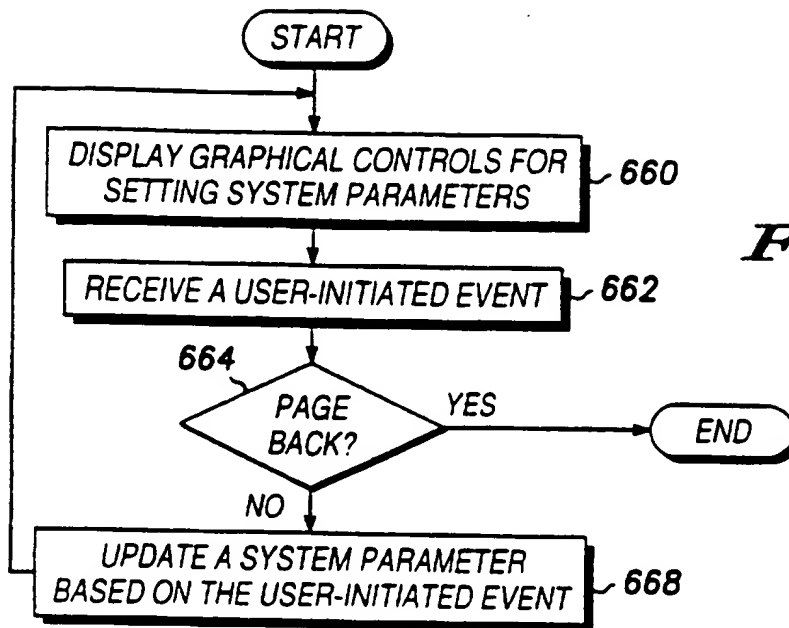 START
DISPLAY GRAPHICAL CONTROLS FOR
SETTING SYSTEM PARAMETERS
660
F
RECEIVE A USER-INITIATED EVENT
662
664
PAGE
BACK?
YES
END
NO
UPDATE A SYSTEM PARAMETER
BASED ON THE USER-INITIATED EVENT
668